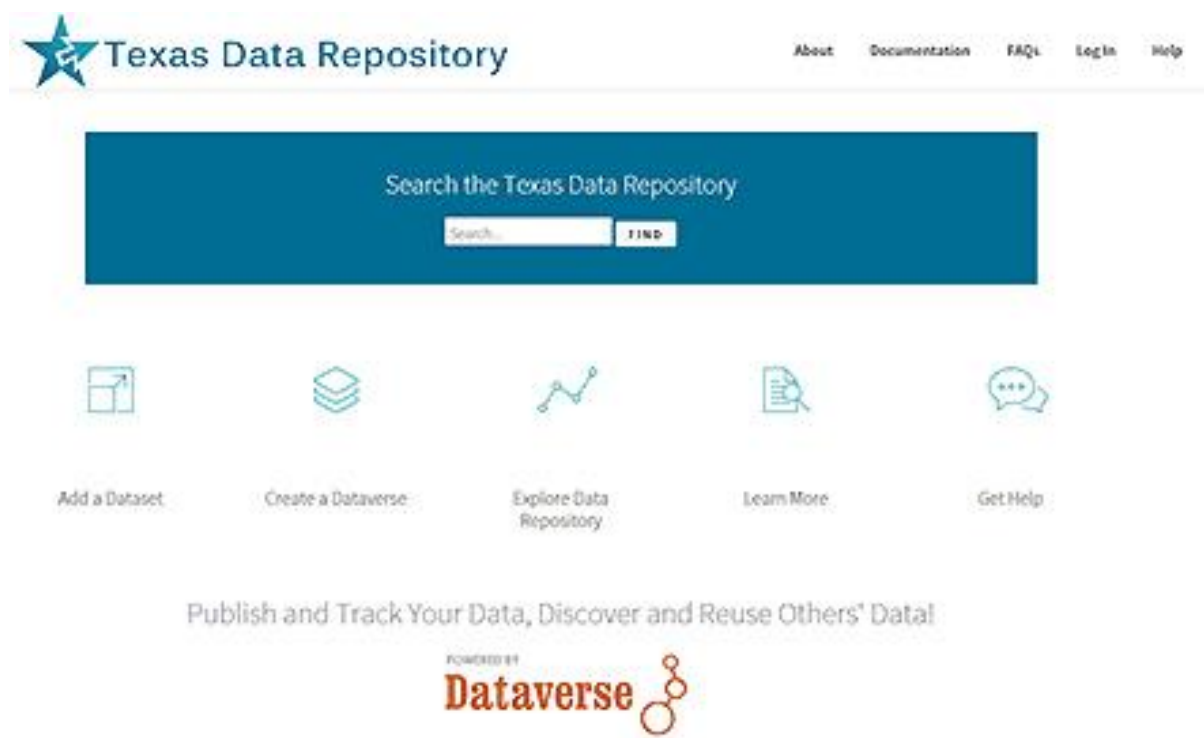 Texas Data Repository
About Documentation FAQs Log In Help
Search the Texas Data Repository
Search... FIND
Add a Dataset Create a Dataverse Explore Data Learn More Get Help
Repository
Publish and Track Your Data, Discover and Reuse Others' Data!
POWERED BY
Dataverse